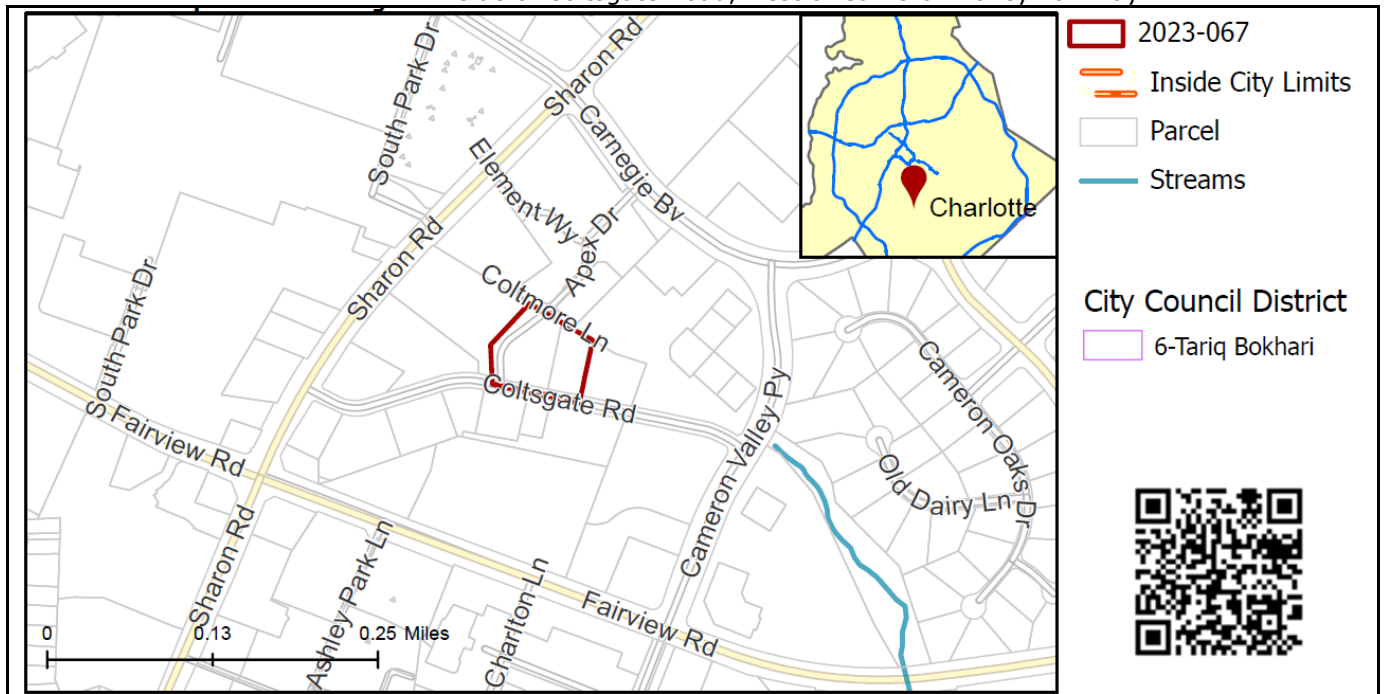 2023-067
Inside City Limits
Parcel
Streams
City Council District
6-Tariq Bokhari
Charlotte
South Park Dr
Sharon Rd
Carnegie Bv
Element Wy
Apex Dr
Sharon Rd
South Park Dr
Coltmore Ln
Coltsgate Rd
Cameron Valley Py
Cameron Oaks Dr
Old Dairy Ln
Fairview Rd
Sharon Rd
Ashley Park Ln
Charlton Ln
Fairview Rd
0
0.13
0.25 Miles